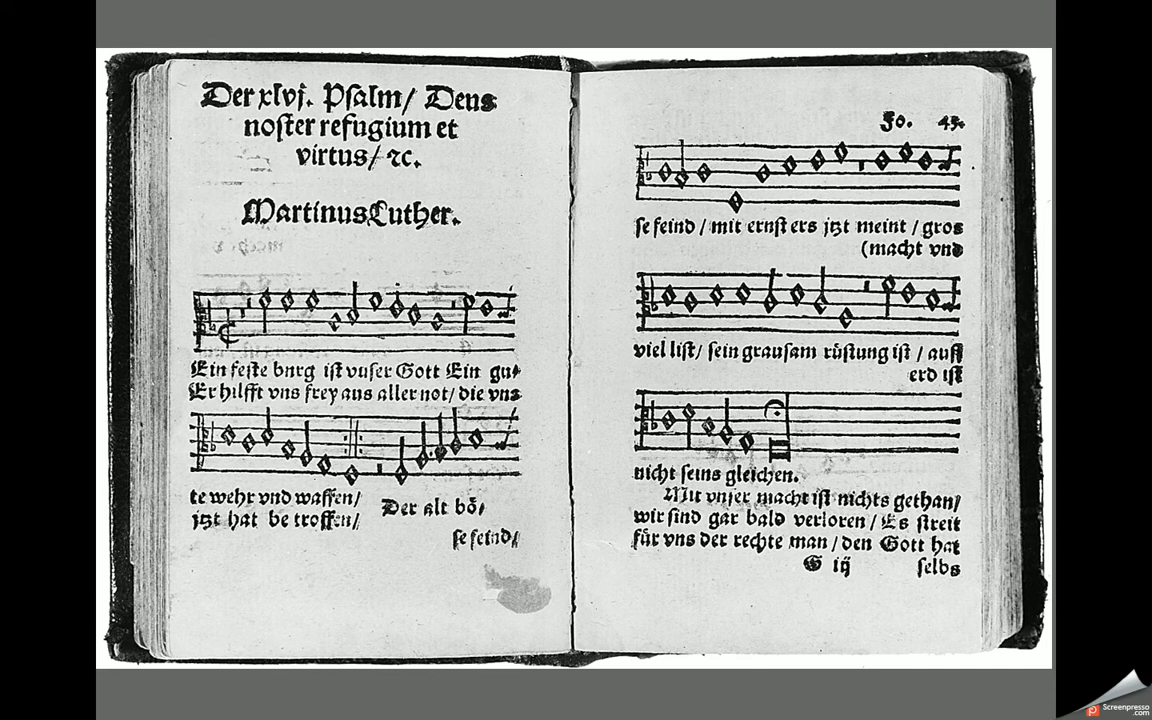 Der xlvj. Psalm/ Deus
noster refugium et
virtus/ ꝛc.
Martinus Luther.
Ein feste bnrg ist vnser Gott Ein gu⸗
Er hilfft vns frey aus aller not/ die vns
te wehr vnd waffen/
jtzt hat be troffen/
Der alt bö⸗
se feind/
Fo. 43.
se feind / mit ernst ers jtzt meint / gros
(macht vnd
viel list/ sein grausam rüstung ist / auff
erd ist
nicht seins gleichen.
Mit vnser macht ist nichts gethan/
wir sind gar bald verloren / Es streit
für vns der rechte man / den Gott hat
G iij selbs
Screenpresso
.com